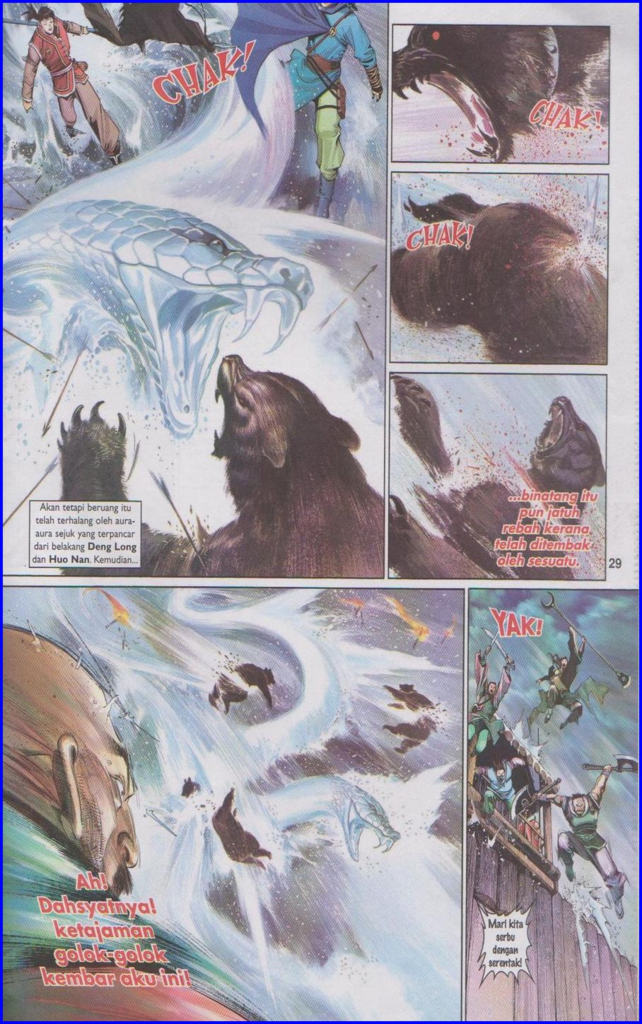 CHAK!
CHAK!
CHAK!
Akan tetapi beruang itu
telah terhalang oleh aura-
aura sejuk yang terpancar
dari belakang Deng Long
dan Huo Nan. Kemudian...
...binatang itu
pun jatuh
rebah kerana
telah ditembak
oleh sesuatu.
29
Ah!
Dahsyatnya!
ketajaman
golok-golok
kembar aku ini!
YAK!
Mari kita
serbu
dengan
serentak!